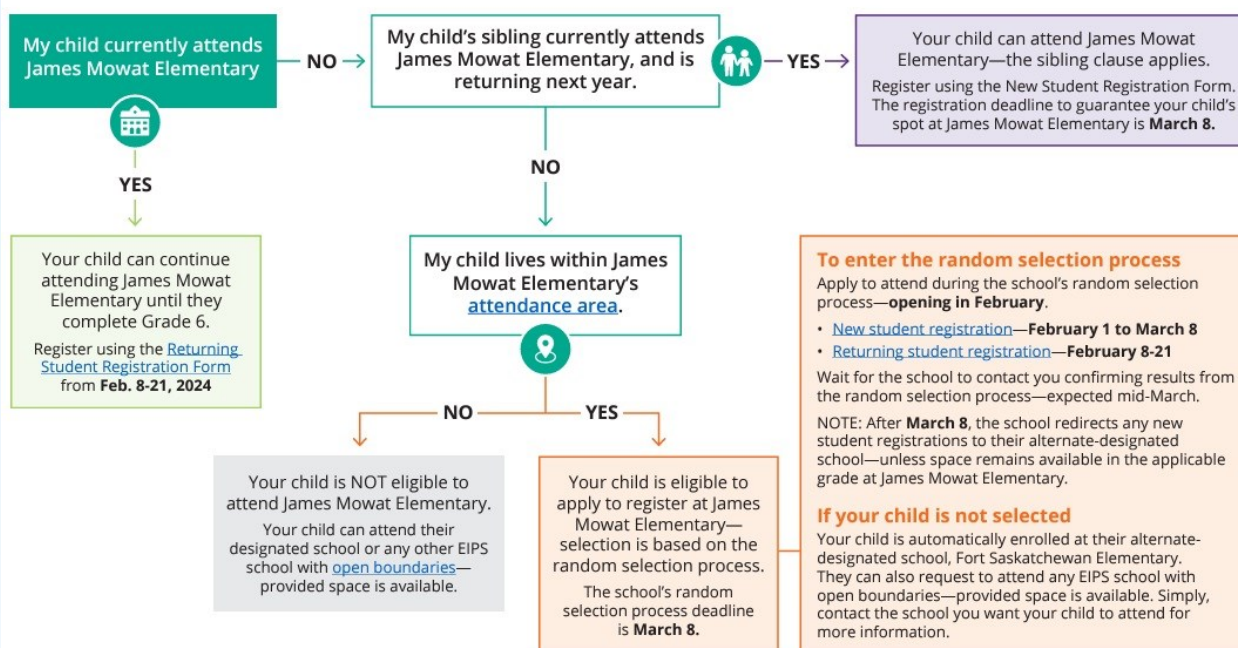 My child currently attends
James Mowat Elementary
NO
My child's sibling currently attends
James Mowat Elementary, and is
returning next year.
YES
Your child can attend James Mowat
Elementary—the sibling clause applies.
Register using the New Student Registration Form.
The registration deadline to guarantee your child's
spot at James Mowat Elementary is March 8.
YES
NO
Your child can continue
attending James Mowat
Elementary until they
complete Grade 6.
Register using the Returning
Student Registration Form
from Feb. 8-21, 2024
My child lives within James
Mowat Elementary's
attendance area.
NO
YES
Your child is NOT eligible to
attend James Mowat Elementary.
Your child can attend their
designated school or any other EIPS
school with open boundaries—
provided space is available.
Your child is eligible to
apply to register at James
Mowat Elementary—
selection is based on the
random selection process.
The school's random
selection process deadline
is March 8.
To enter the random selection process
Apply to attend during the school's random selection
process—opening in February.
• New student registration—February 1 to March 8
• Returning student registration—February 8-21
Wait for the school to contact you confirming results from
the random selection process—expected mid-March.
NOTE: After March 8, the school redirects any new
student registrations to their alternate-designated
school—unless space remains available in the applicable
grade at James Mowat Elementary.
If your child is not selected
Your child is automatically enrolled at their alternate-
designated school, Fort Saskatchewan Elementary.
They can also request to attend any EIPS school with
open boundaries—provided space is available. Simply,
contact the school you want your child to attend for
more information.